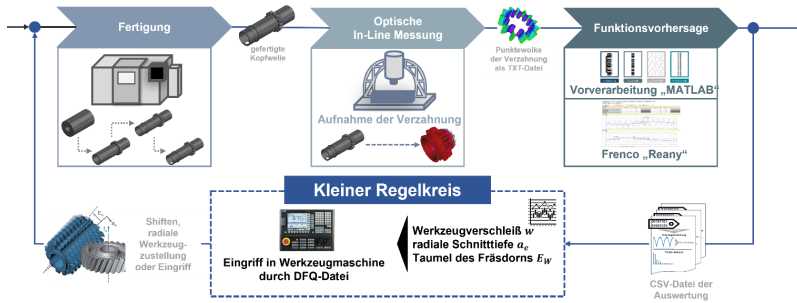 Fertigung
gefertigte
Kopfwelle
Optische
In-Line Messung
Aufnahme der Verzahnung
Punktewolke
der Verzahnung
als TXT-Datei
Funktionsvorhersage
Vorverarbeitung „MATLAB“
Frenco „Reany“
Kleiner Regelkreis
Shiften,
radiale
Werkzeug-
zustellung
oder Eingriff
Eingriff in Werkzeugmaschine
durch DFQ-Datei
Werkzeugverschleiß w
radiale Schnitttiefe aₑ
Taumel des Fräsdorns E_W
CSV-Datei der
Auswertung